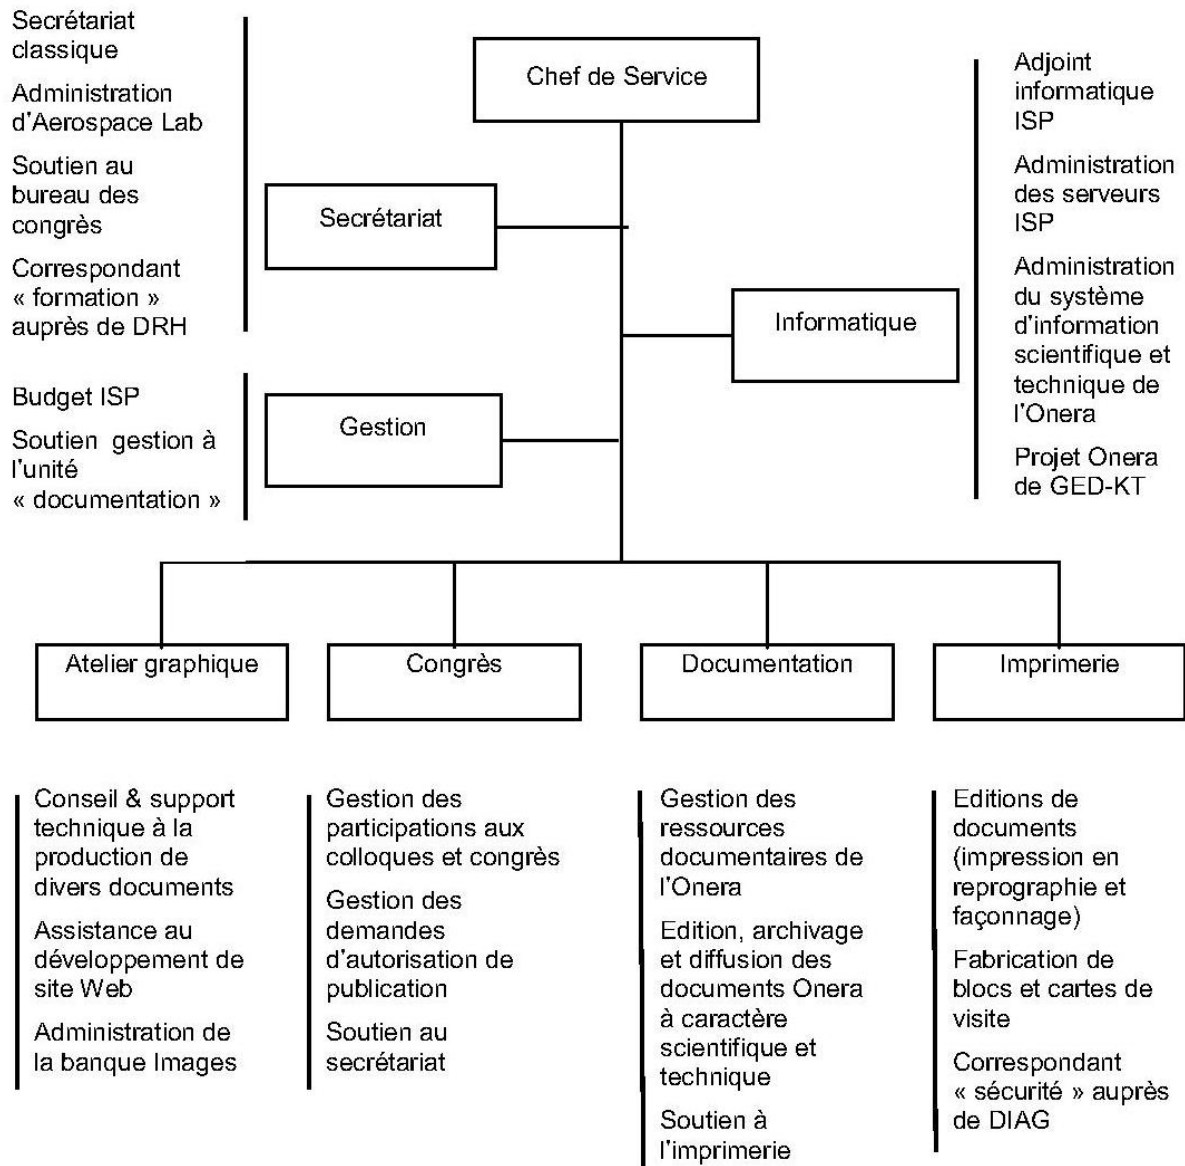 Secrétariat
classique
Administration
d'Aerospace Lab
Soutien au
bureau des
congrès
Correspondant
« formation »
auprès de DRH
Budget ISP
Soutien  gestion à
l'unité
« documentation »
Chef de Service
Secrétariat
Informatique
Gestion
Adjoint
informatique
ISP
Administration
des serveurs
ISP
Administration
du système
d'information
scientifique et
technique de
l'Onera
Projet Onera
de GED-KT
Atelier graphique
Congrès
Documentation
Imprimerie
Conseil & support
technique à la
production de
divers documents
Assistance au
développement de
site Web
Administration de
la banque Images
Gestion des
participations aux
colloques et congrès
Gestion des
demandes
d'autorisation de
publication
Soutien au
secrétariat
Gestion des
ressources
documentaires de
l'Onera
Edition, archivage
et diffusion des
documents Onera
à caractère
scientifique et
technique
Soutien à
l'imprimerie
Editions de
documents
(impression en
reprographie et
façonnage)
Fabrication de
blocs et cartes de
visite
Correspondant
« sécurité » auprès
de DIAG